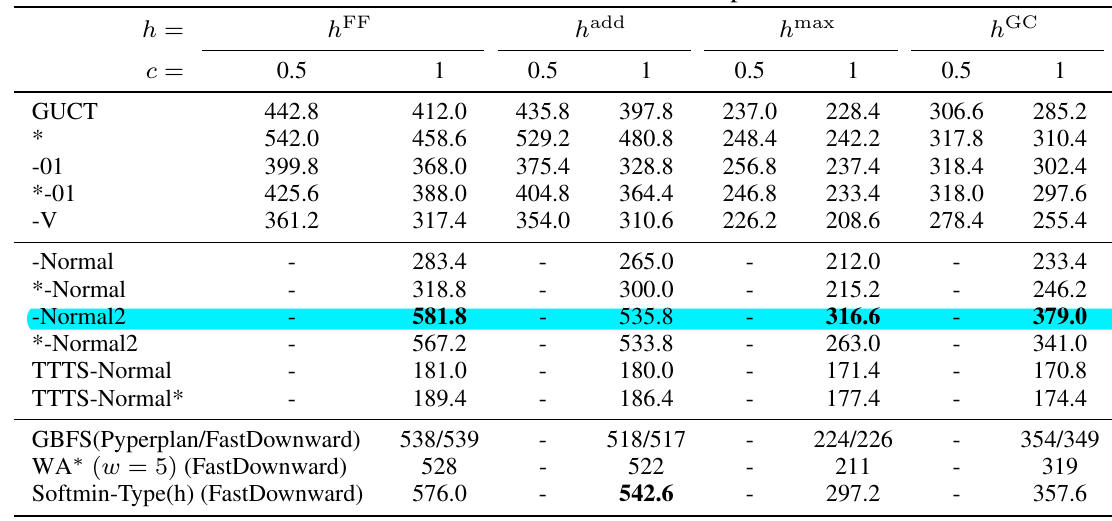 h = h^FF h^add h^max h^GC
c = 0.5 1 0.5 1 0.5 1 0.5 1
GUCT 442.8 412.0 435.8 397.8 237.0 228.4 306.6 285.2
* 542.0 458.6 529.2 480.8 248.4 242.2 317.8 310.4
-01 399.8 368.0 375.4 328.8 256.8 237.4 318.4 302.4
*-01 425.6 388.0 404.8 364.4 246.8 233.4 318.0 297.6
-V 361.2 317.4 354.0 310.6 226.2 208.6 278.4 255.4
-Normal - 283.4 - 265.0 - 212.0 - 233.4
*-Normal - 318.8 - 300.0 - 215.2 - 246.2
-Normal2 - 581.8 - 535.8 - 316.6 - 379.0
*-Normal2 - 567.2 - 533.8 - 263.0 - 341.0
TTTS-Normal - 181.0 - 180.0 - 171.4 - 170.8
TTTS-Normal* - 189.4 - 186.4 - 177.4 - 174.4
GBFS(Pyperplan/FastDownward) 538/539 - 518/517 - 224/226 - 354/349
WA* (w = 5) (FastDownward) 528 - 522 - 211 - 319
Softmin-Type(h) (FastDownward) 576.0 - 542.6 - 297.2 - 357.6